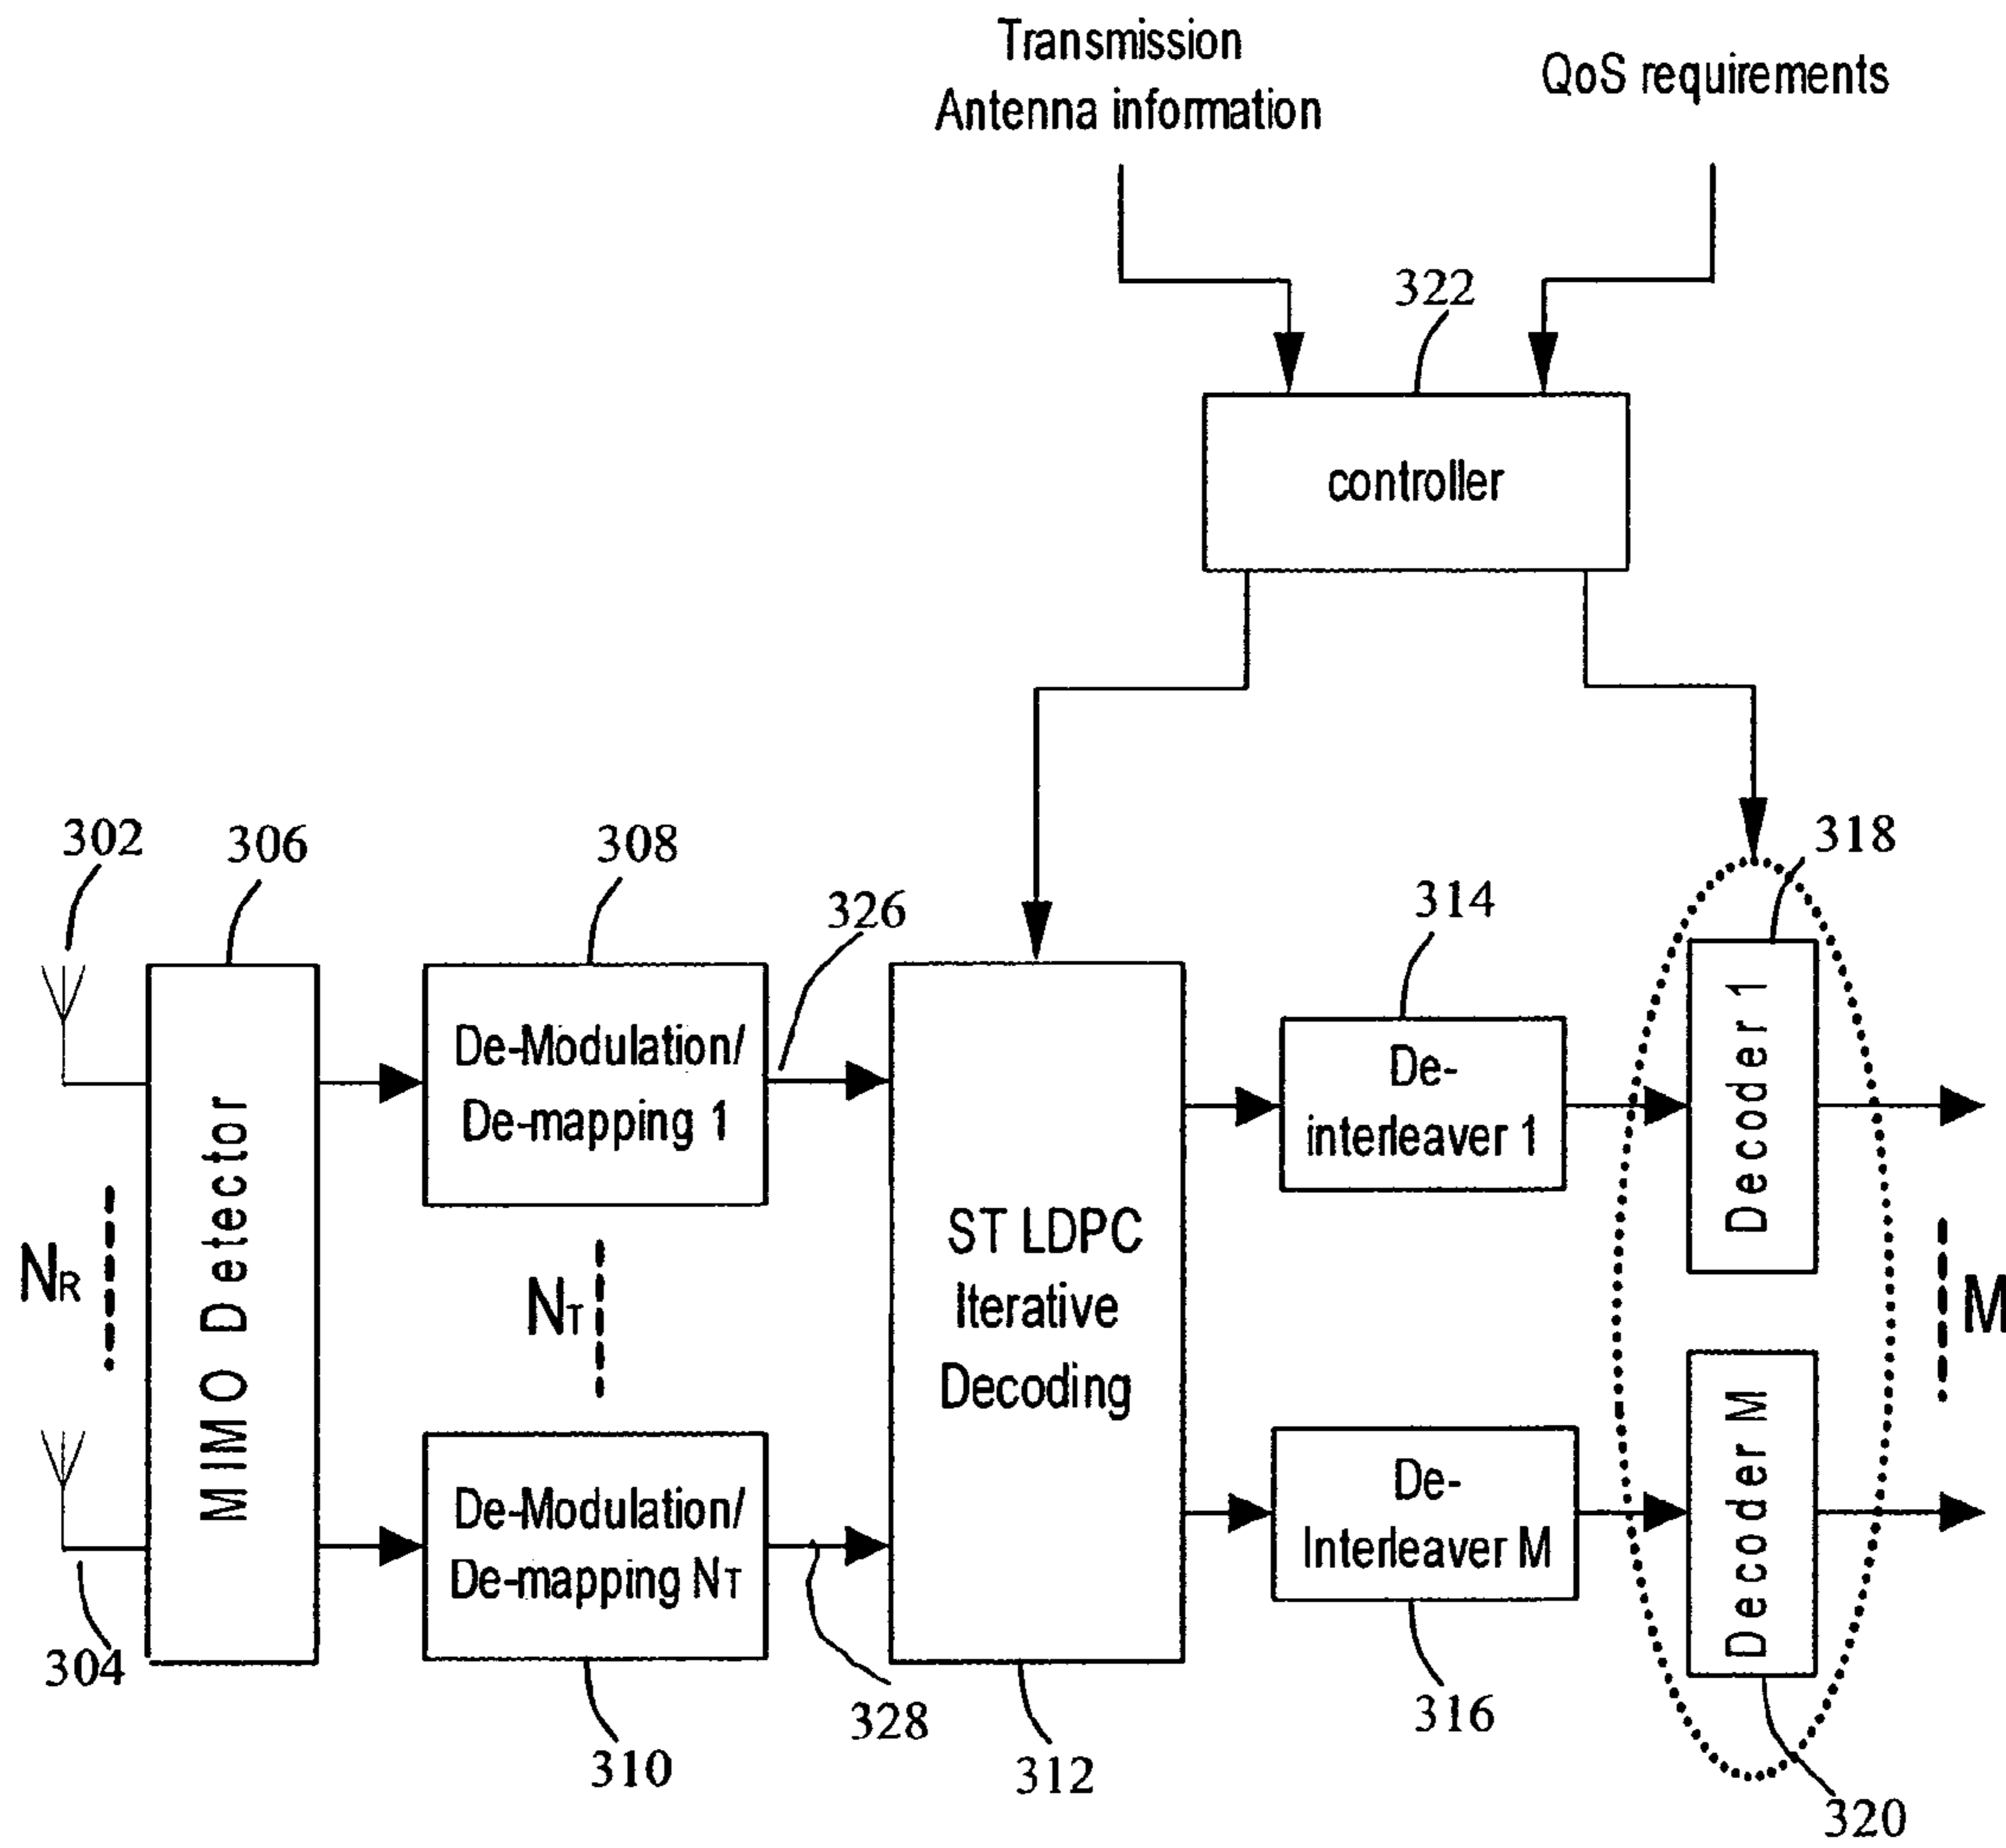 Transmission
Antenna information
QoS requirements
322
controller
302
306
308
326
314
318
De-Modulation/
De-mapping 1
De-
interleaver 1
Decoder 1
MIMO Detector
NR
NT
ST LDPC
Iterative
Decoding
M
De-Modulation/
De-mapping NT
De-
Interleaver M
Decoder M
304
310
328
312
316
320